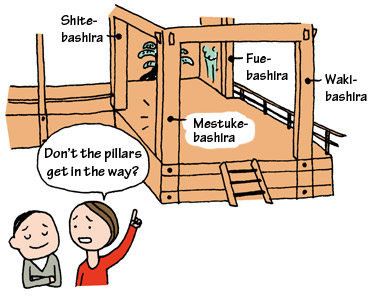 Shite-
bashira
Fue-
bashira
Waki-
bashira
Mestuke-
bashira
Don't the pillars
get in the way?